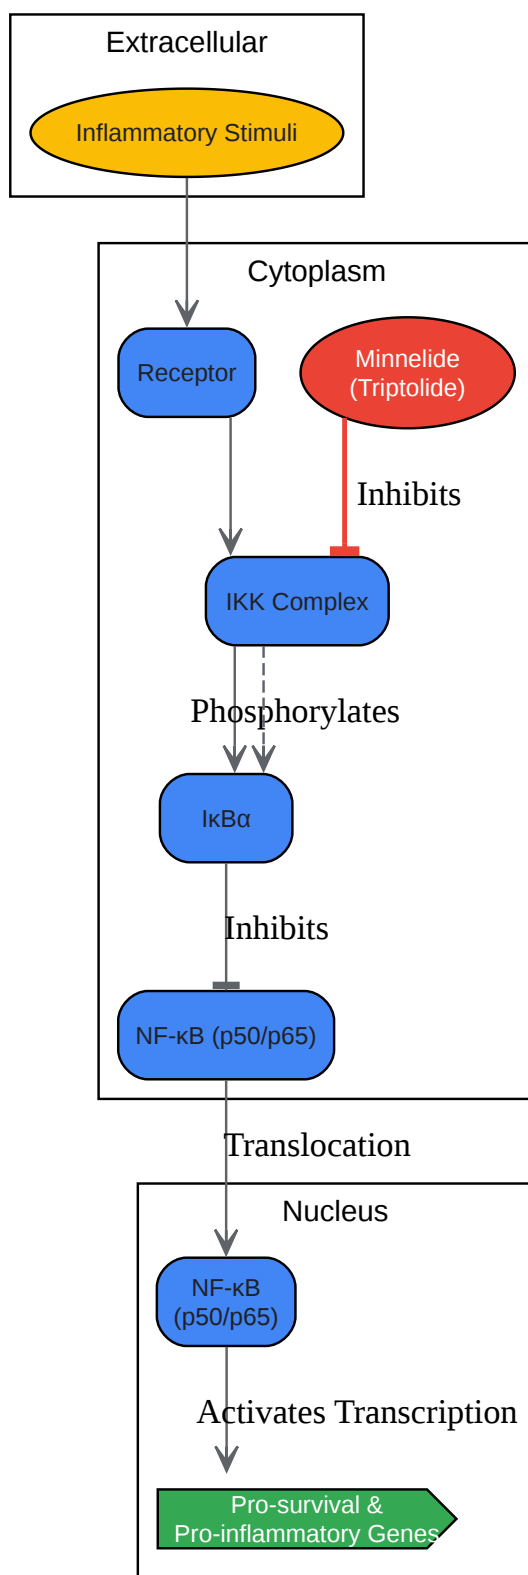 Extracellular
Inflammatory Stimuli
Cytoplasm
Receptor
Minnelide
(Triptolide)
Inhibits
IKK Complex
Phosphorylates
IκBα
Inhibits
NF-κB (p50/p65)
Translocation
Nucleus
NF-κB
(p50/p65)
Activates Transcription
Pro-survival &
Pro-inflammatory Genes